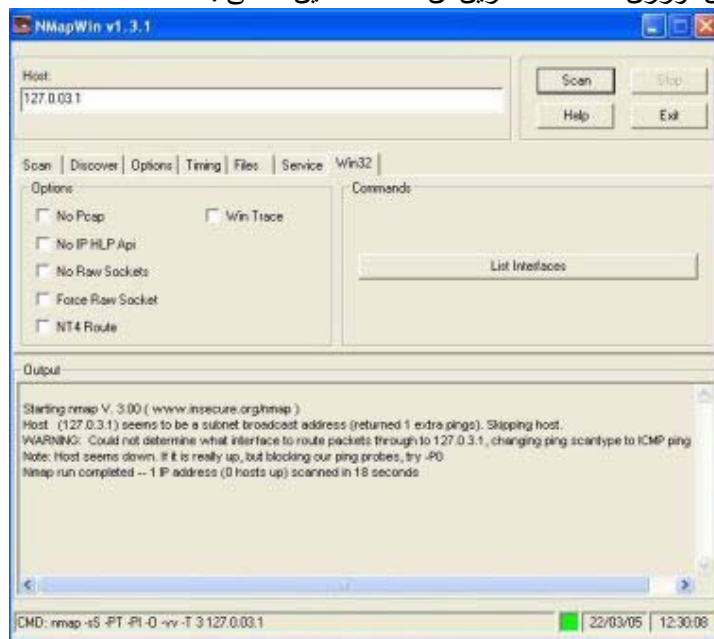 NMapWin v1.3.1
Host:
127.0.03.1
Scan Stop
Help Exit
Scan Discover Options Timing Files Service Win32
Options
Commands
No Pcap
Win Trace
No IP HLP Api
No Raw Sockets
List Interfaces
Force Raw Socket
NT4 Route
Output
Starting nmap V. 3.00 ( www.insecure.org/nmap )
Host (127.0.3.1) seems to be a subnet broadcast address (returned 1 extra pings). Skipping host.
WARNING: Could not determine what interface to route packets through to 127.0.3.1, changing ping scantype to ICMP ping
Note: Host seems down. If it is really up, but blocking our ping probes, try -P0
Nmap run completed -- 1 IP address (0 hosts up) scanned in 18 seconds
CMD: nmap -sS -PT -PI -O -vv -T 3 127.0.03.1
22/03/05 12:30:08